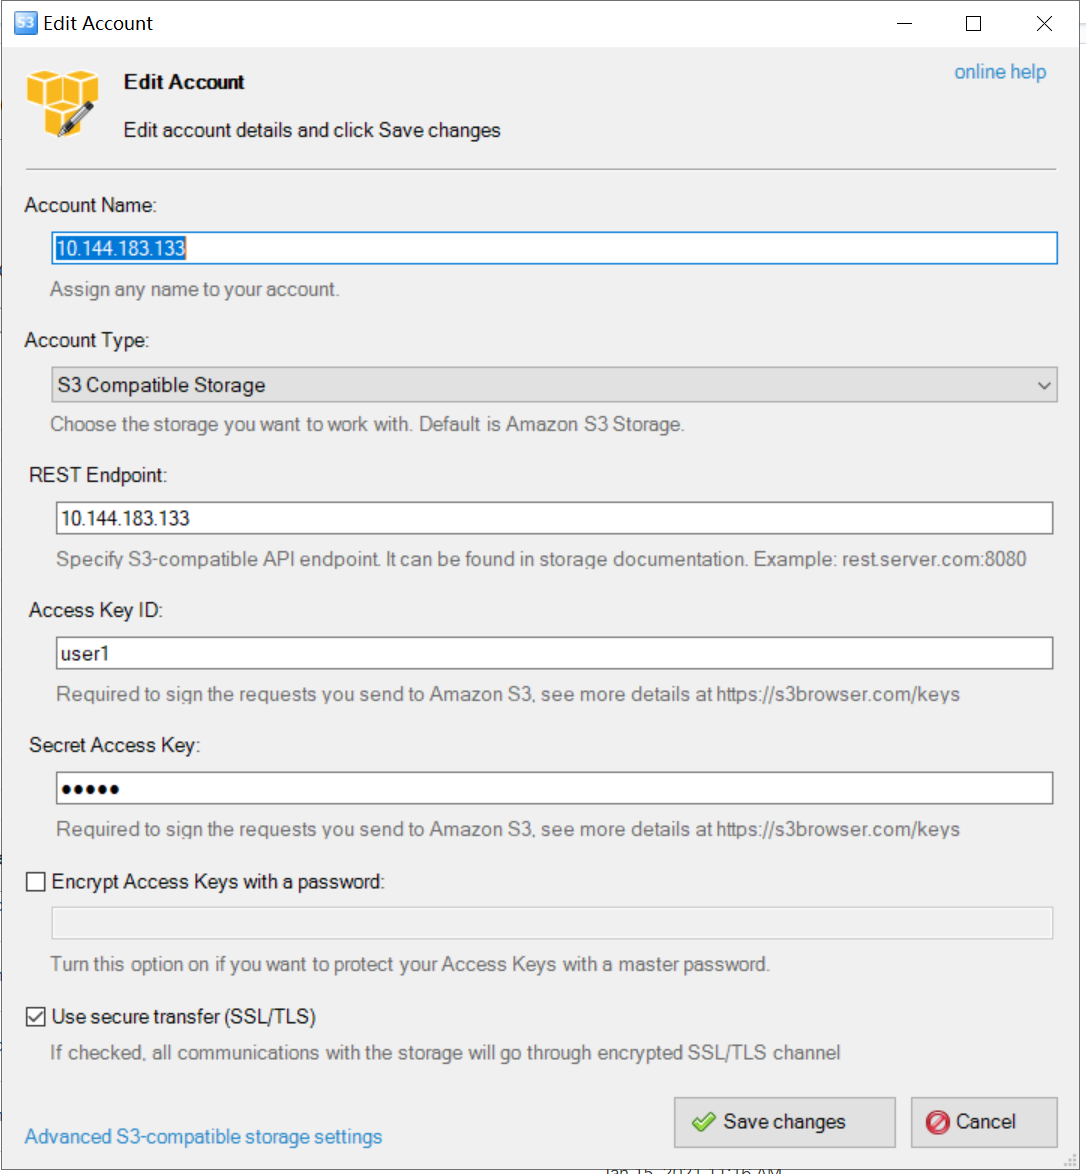 S3 Edit Account
Edit Account
online help
Edit account details and click Save changes
Account Name:
10.144.183.133
Assign any name to your account.
Account Type:
S3 Compatible Storage
Choose the storage you want to work with. Default is Amazon S3 Storage.
REST Endpoint:
10.144.183.133
Specify S3-compatible API endpoint. It can be found in storage documentation. Example: rest.server.com:8080
Access Key ID:
user1
Required to sign the requests you send to Amazon S3, see more details at https://s3browser.com/keys
Secret Access Key:
●●●●●
Required to sign the requests you send to Amazon S3, see more details at https://s3browser.com/keys
Encrypt Access Keys with a password:
Turn this option on if you want to protect your Access Keys with a master password.
Use secure transfer (SSL/TLS)
If checked, all communications with the storage will go through encrypted SSL/TLS channel
Save changes
Cancel
Advanced S3-compatible storage settings